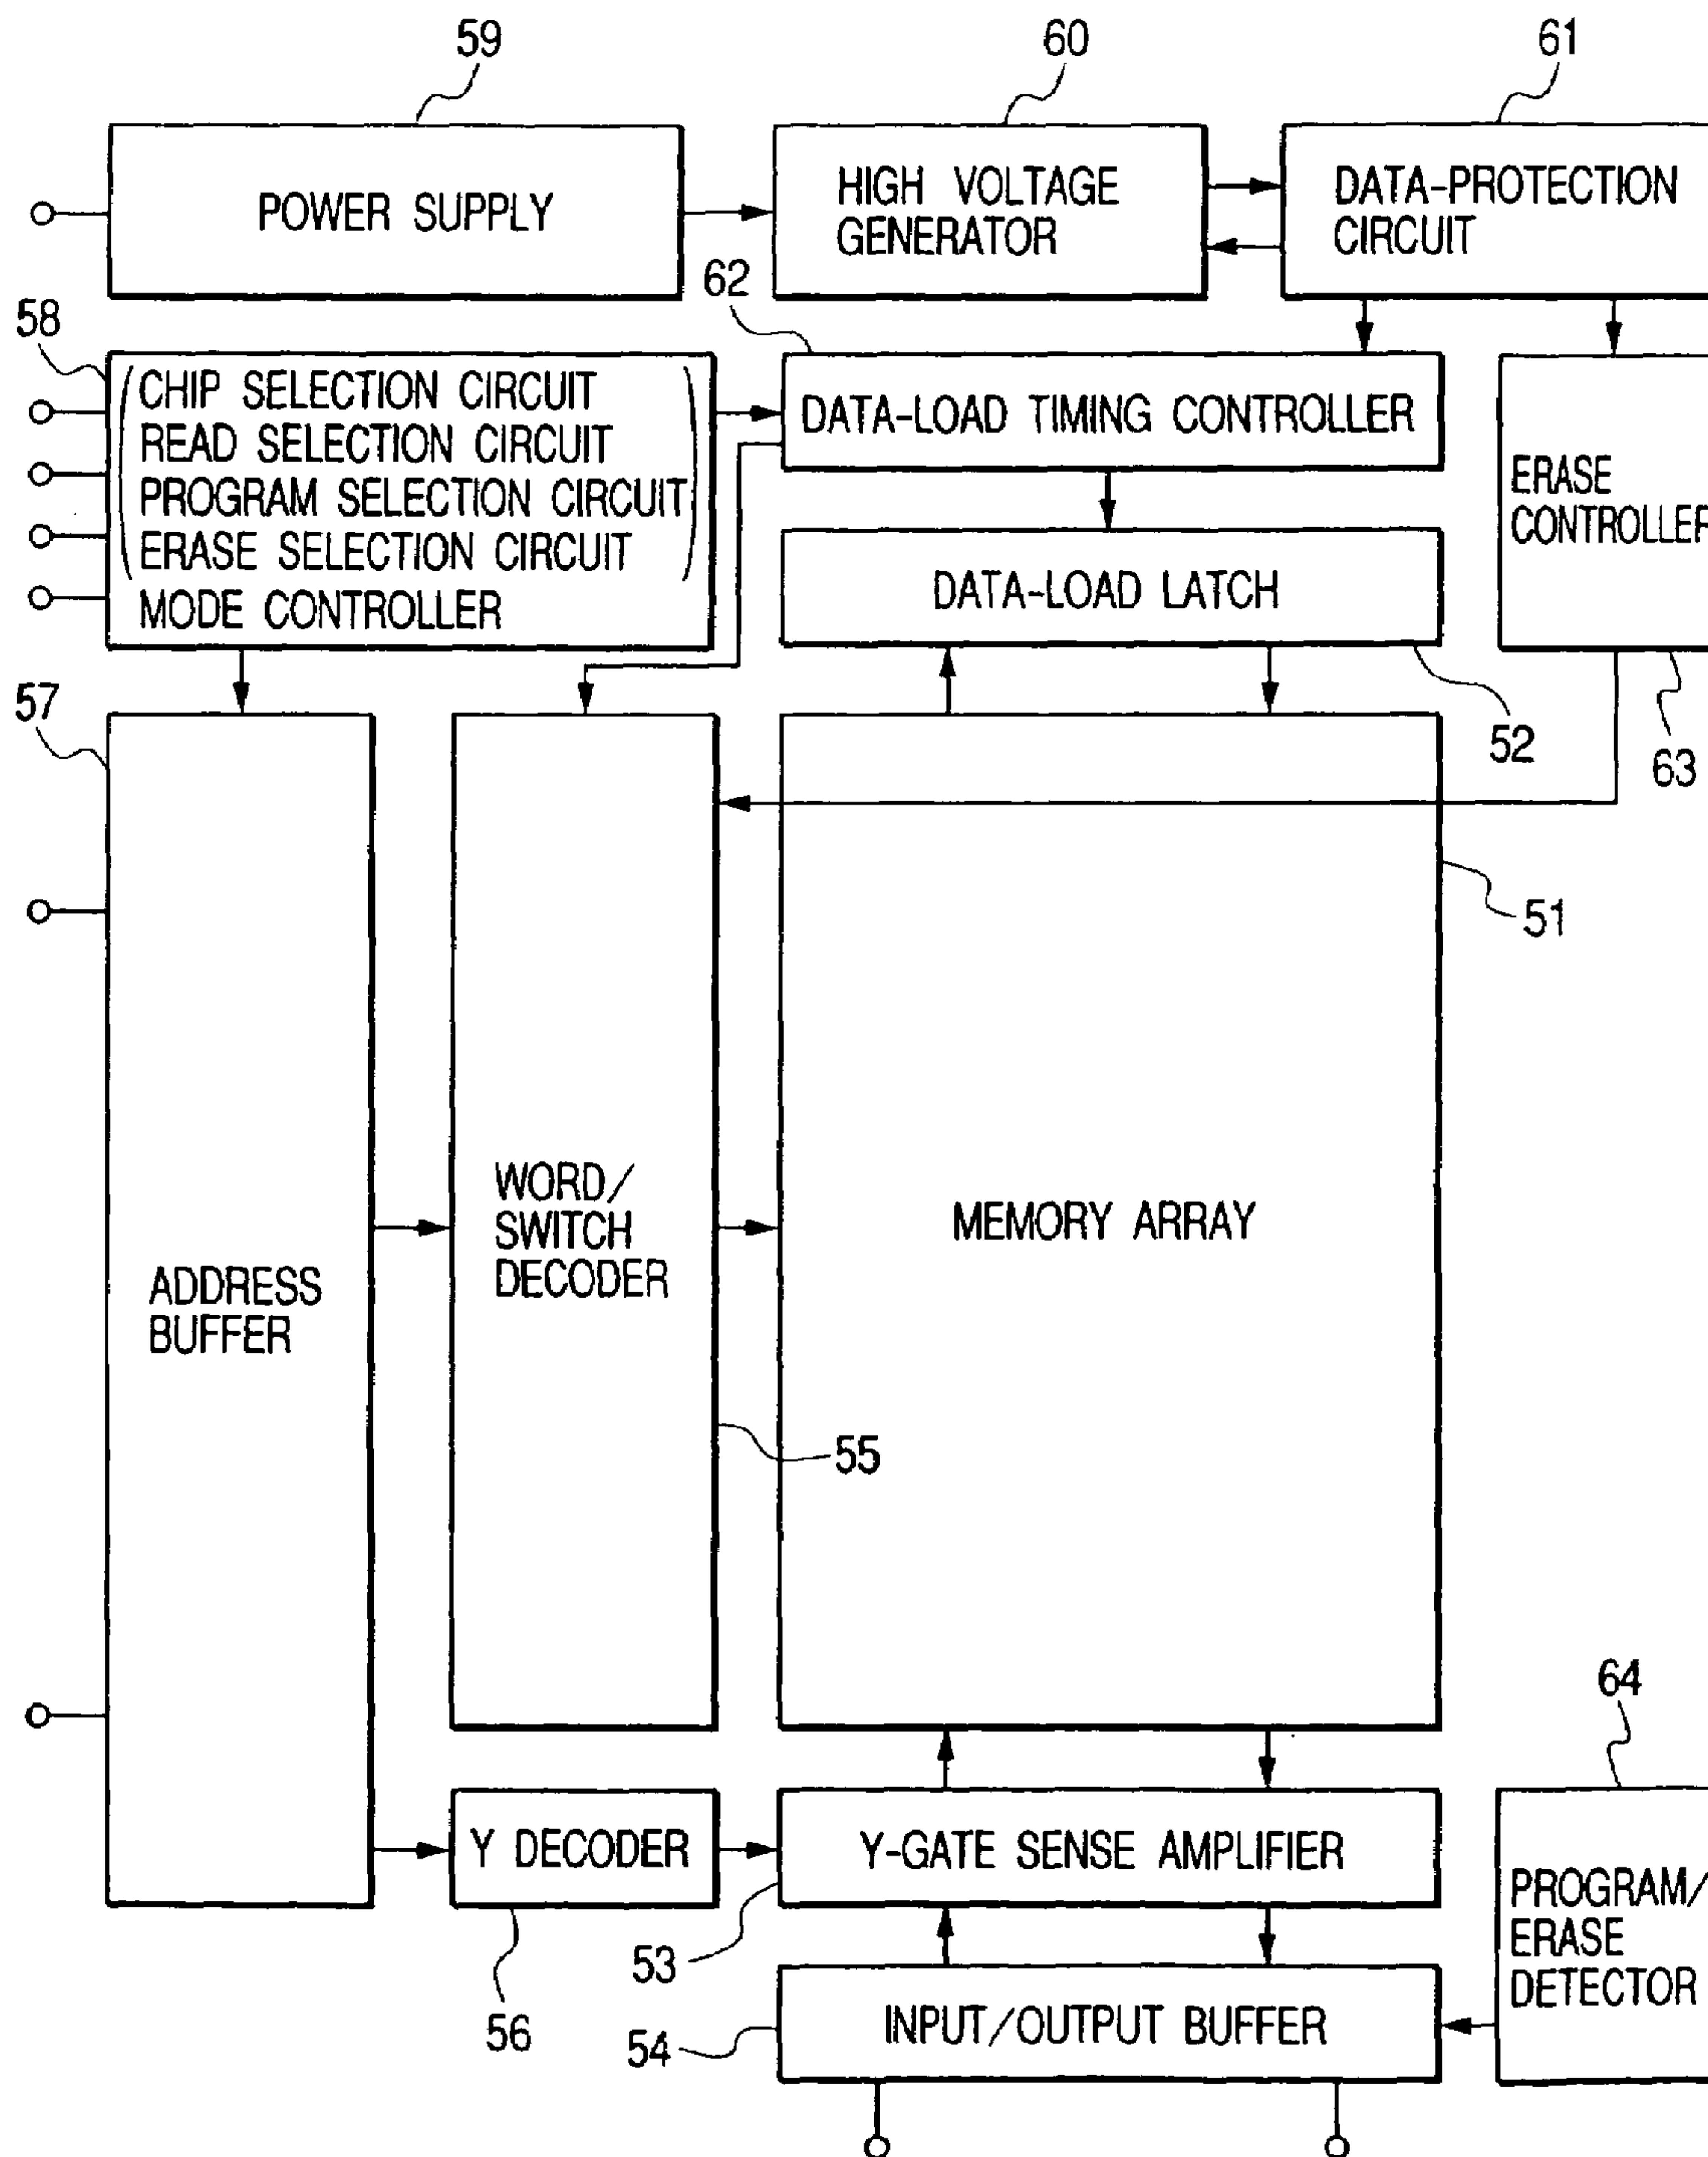 59
60
61
POWER SUPPLY
HIGH VOLTAGE
GENERATOR
DATA-PROTECTION
CIRCUIT
58
62
CHIP SELECTION CIRCUIT
READ SELECTION CIRCUIT
PROGRAM SELECTION CIRCUIT
ERASE SELECTION CIRCUIT
MODE CONTROLLER
DATA-LOAD TIMING CONTROLLER
ERASE
CONTROLLER
DATA-LOAD LATCH
57
52
63
51
WORD/
SWITCH
DECODER
MEMORY ARRAY
ADDRESS
BUFFER
55
64
Y DECODER
Y-GATE SENSE AMPLIFIER
PROGRAM/
ERASE
DETECTOR
53
56
54
INPUT/OUTPUT BUFFER